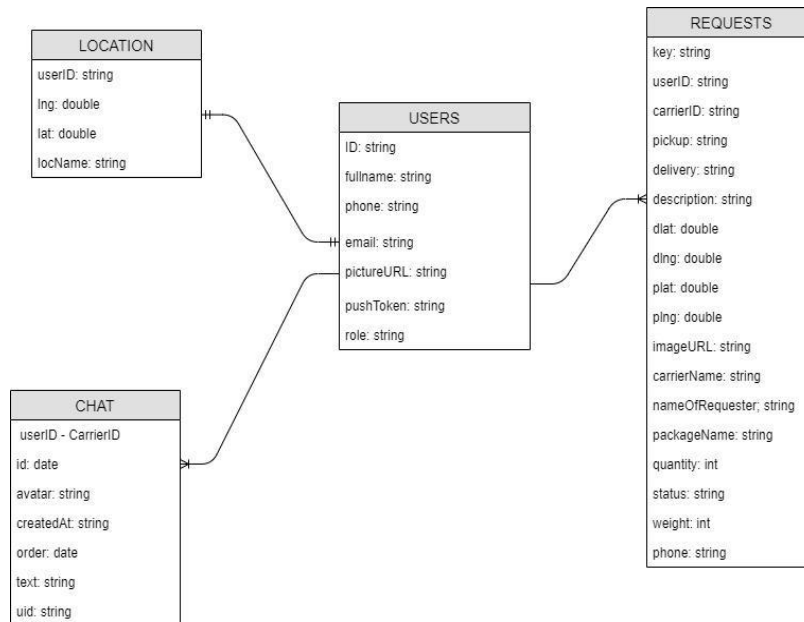 LOCATION
userID: string
lng: double
lat: double
locName: string
USERS
ID: string
fullname: string
phone: string
email: string
pictureURL: string
pushToken: string
role: string
REQUESTS
key: string
userID: string
carrierID: string
pickup: string
delivery: string
description: string
dlat: double
dlng: double
plat: double
plng: double
imageURL: string
carrierName: string
nameOfRequester; string
packageName: string
quantity: int
status: string
weight: int
phone: string
CHAT
userID - CarrierID
id: date
avatar: string
createdAt: string
order: date
text: string
uid: string